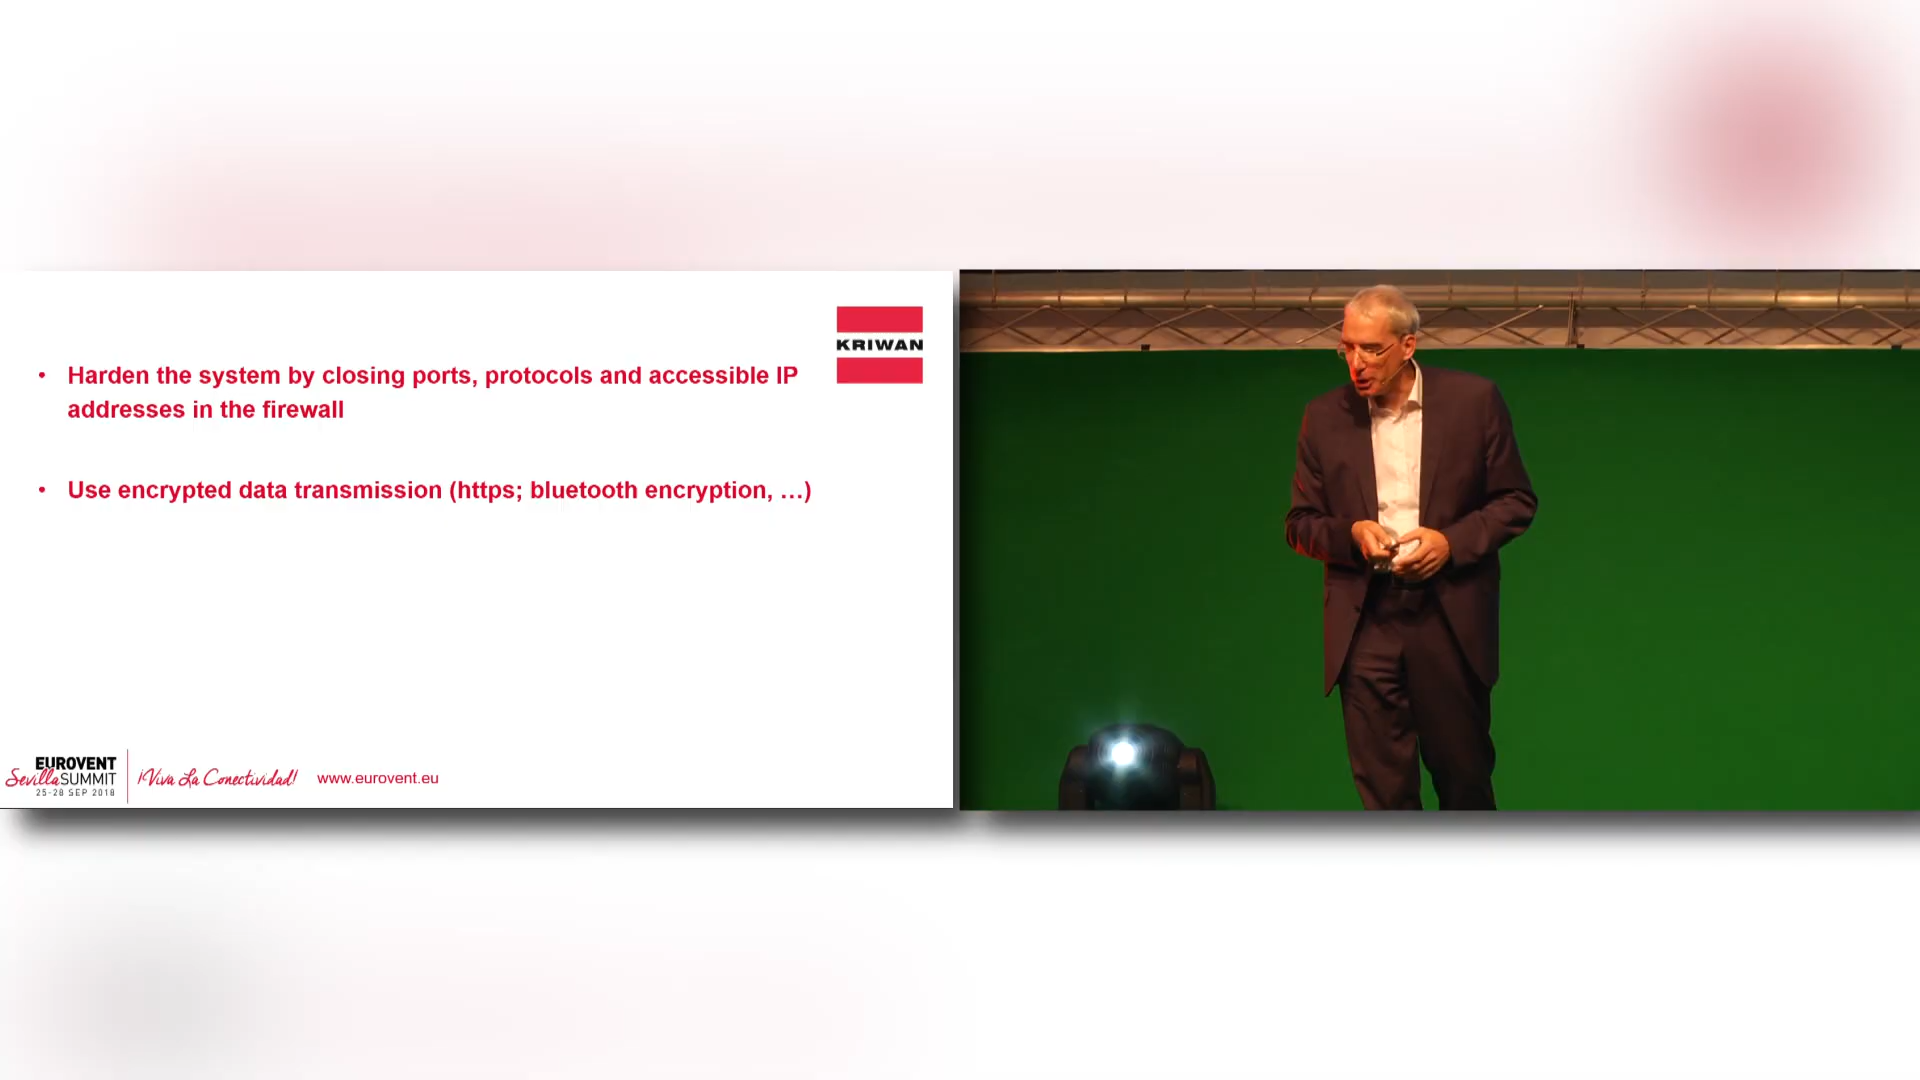 KRIWAN
• Harden the system by closing ports, protocols and accessible IP
addresses in the firewall
• Use encrypted data transmission (https; bluetooth encryption, …)
EUROVENT
Sevilla SUMMIT
25-28 SEP 2018
¡Viva La Conectividad!
www.eurovent.eu